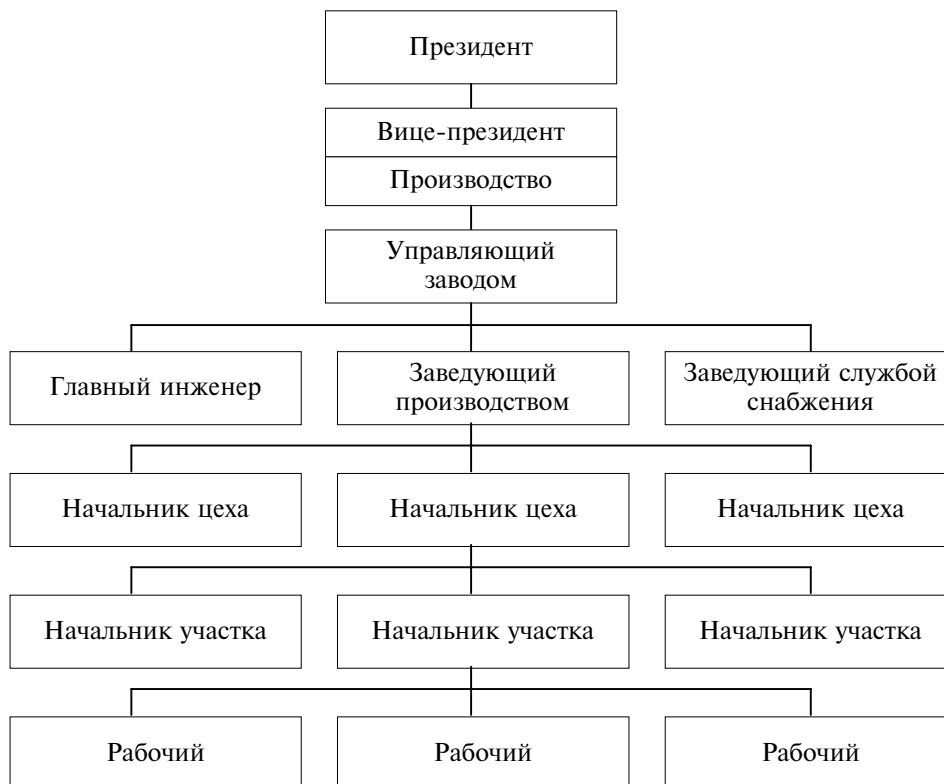 Президент
Вице-президент
Производство
Управляющий
заводом
Главный инженер
Заведующий
производством
Заведующий службой
снабжения
Начальник цеха
Начальник цеха
Начальник цеха
Начальник участка
Начальник участка
Начальник участка
Рабочий
Рабочий
Рабочий